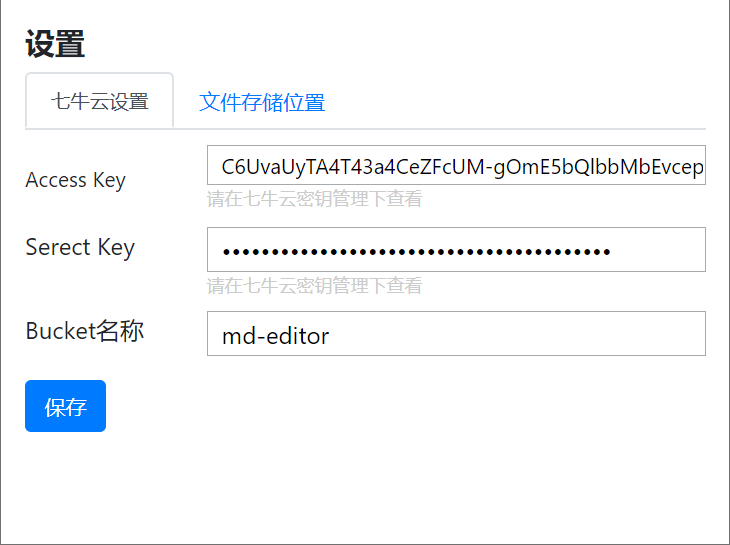 设置
七牛云设置 文件存储位置
Access Key C6UvaUyTA4T43a4CeZFcUM-gOmE5bQlbbMbEvcep
请在七牛云密钥管理下查看
Serect Key ••••••••••••••••••••••••••••••••••••••••
请在七牛云密钥管理下查看
Bucket名称 md-editor
保存